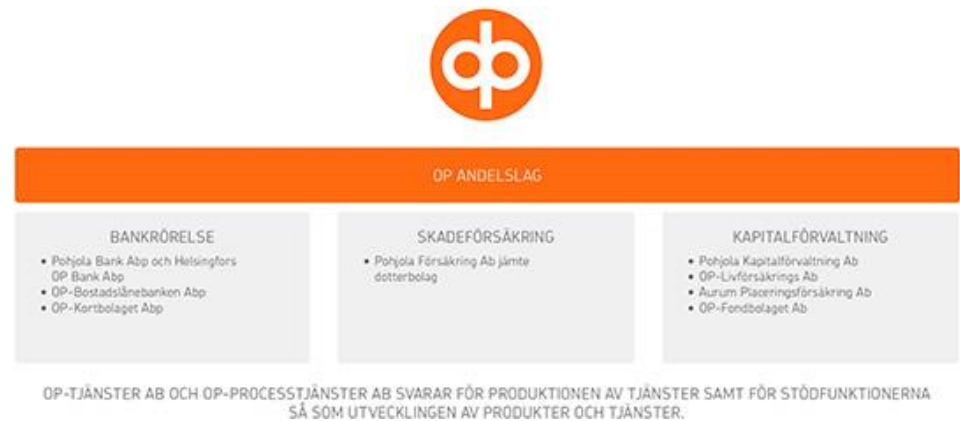 op
OP ANDELSLAG
BANKRÖRELSE
• Pohjola Bank Abp och Helsingfors
OP Bank Abp
• OP-Bostadslånebanken Abp
• OP-Kortbolaget Abp
SKADEFÖRSÄKRING
• Pohjola Försäkring Ab jämte
dotterbolag
KAPITALFÖRVALTNING
• Pohjola Kapitalförvaltning Ab
• OP-Livförsäkrings Ab
• Aurum Placeringsförsäkring Ab
• OP-Fondbolaget Ab
OP-TJÄNSTER AB OCH OP-PROCESSTJÄNSTER AB SVARAR FÖR PRODUKTIONEN AV TJÄNSTER SAMT FÖR STÖDFUNKTIONERNA
SÅ SOM UTVECKLINGEN AV PRODUKTER OCH TJÄNSTER.